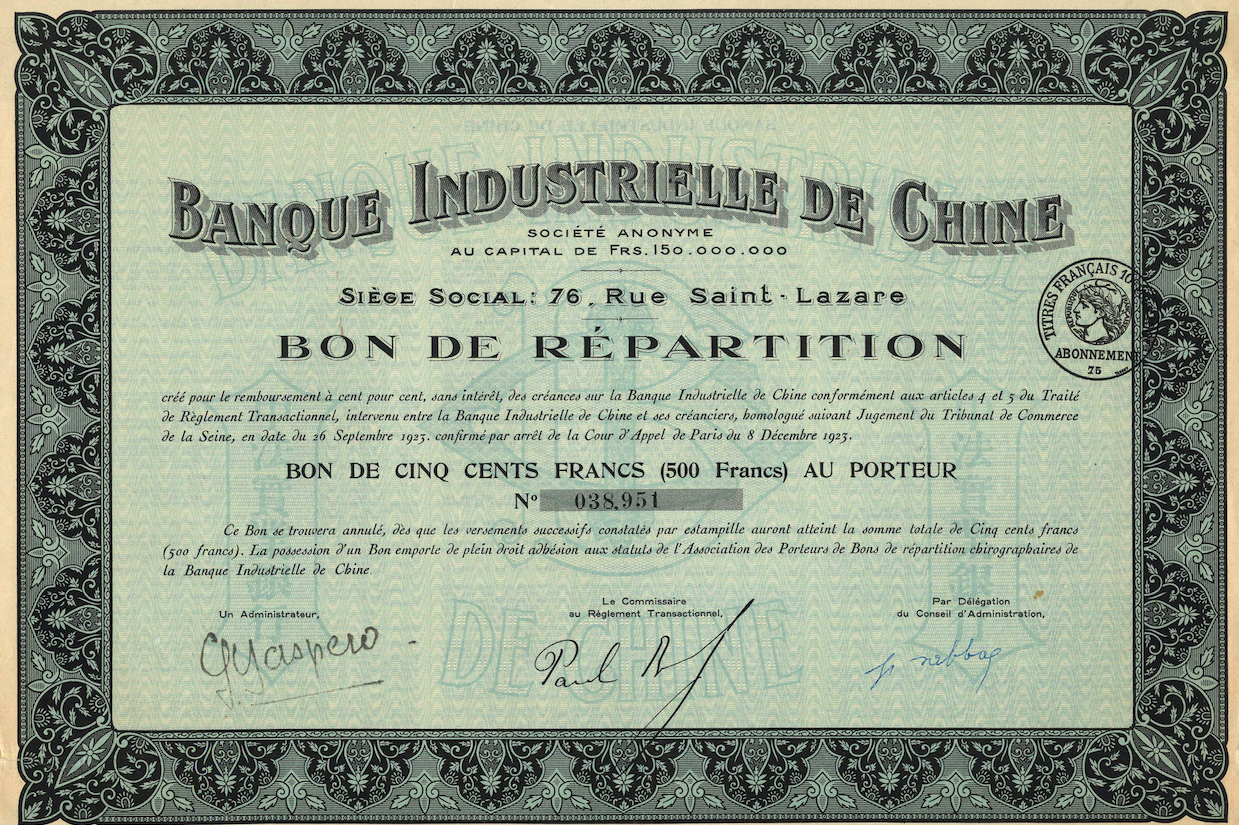 BANQUE INDUSTRIELLE DE CHINE
SOCIÉTÉ ANONYME
AU CAPITAL DE FRS. 150.000.000
SIÈGE SOCIAL: 76, Rue Saint-Lazare
BON DE RÉPARTITION
TITRES FRANÇAIS
RÉPUBLIQUE
ABONNEMENT
75
créé pour le remboursement à cent pour cent, sans intérêt, des créances sur la Banque Industrielle de Chine conformément aux articles 4 et 5 du Traité
de Règlement Transactionnel, intervenu entre la Banque Industrielle de Chine et ses créanciers, homologué suivant Jugement du Tribunal de Commerce
de la Seine, en date du 26 Septembre 1923. confirmé par arrêt de la Cour d'Appel de Paris du 8 Décembre 1923.
BON DE CINQ CENTS FRANCS (500 Francs) AU PORTEUR
Nº 038,951
Ce Bon se trouvera annulé, dès que les versements successifs constatés par estampille auront atteint la somme totale de Cinq cents francs
(500 francs). La possession d'un Bon emporte de plein droit adhésion aux statuts de l'Association des Porteurs de Bons de répartition chirographaires de
la Banque Industrielle de Chine.
Un Administrateur,
Le Commissaire
au Règlement Transactionnel,
Par Délégation
du Conseil d'Administration,
Paul
BANQUE INDUSTRIELLE
DE CHINE